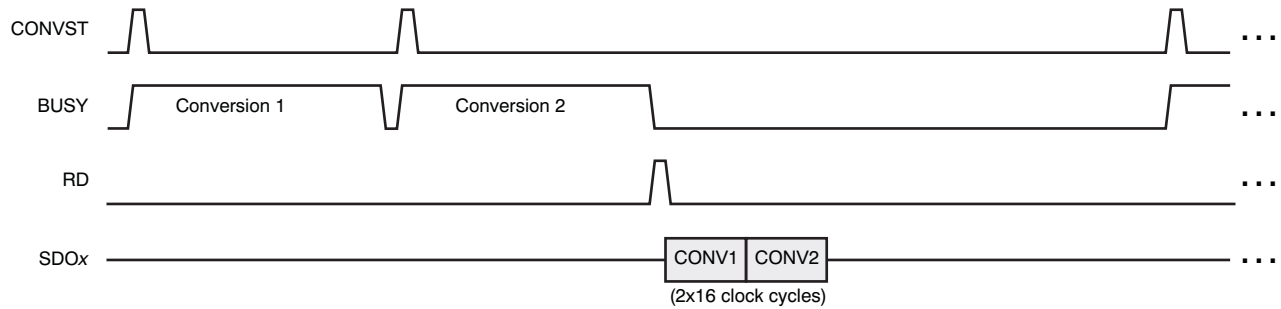 CONVST
. . .
BUSY Conversion 1 Conversion 2
. . .
RD
. . .
SDOx CONV1 CONV2
. . .
(2x16 clock cycles)